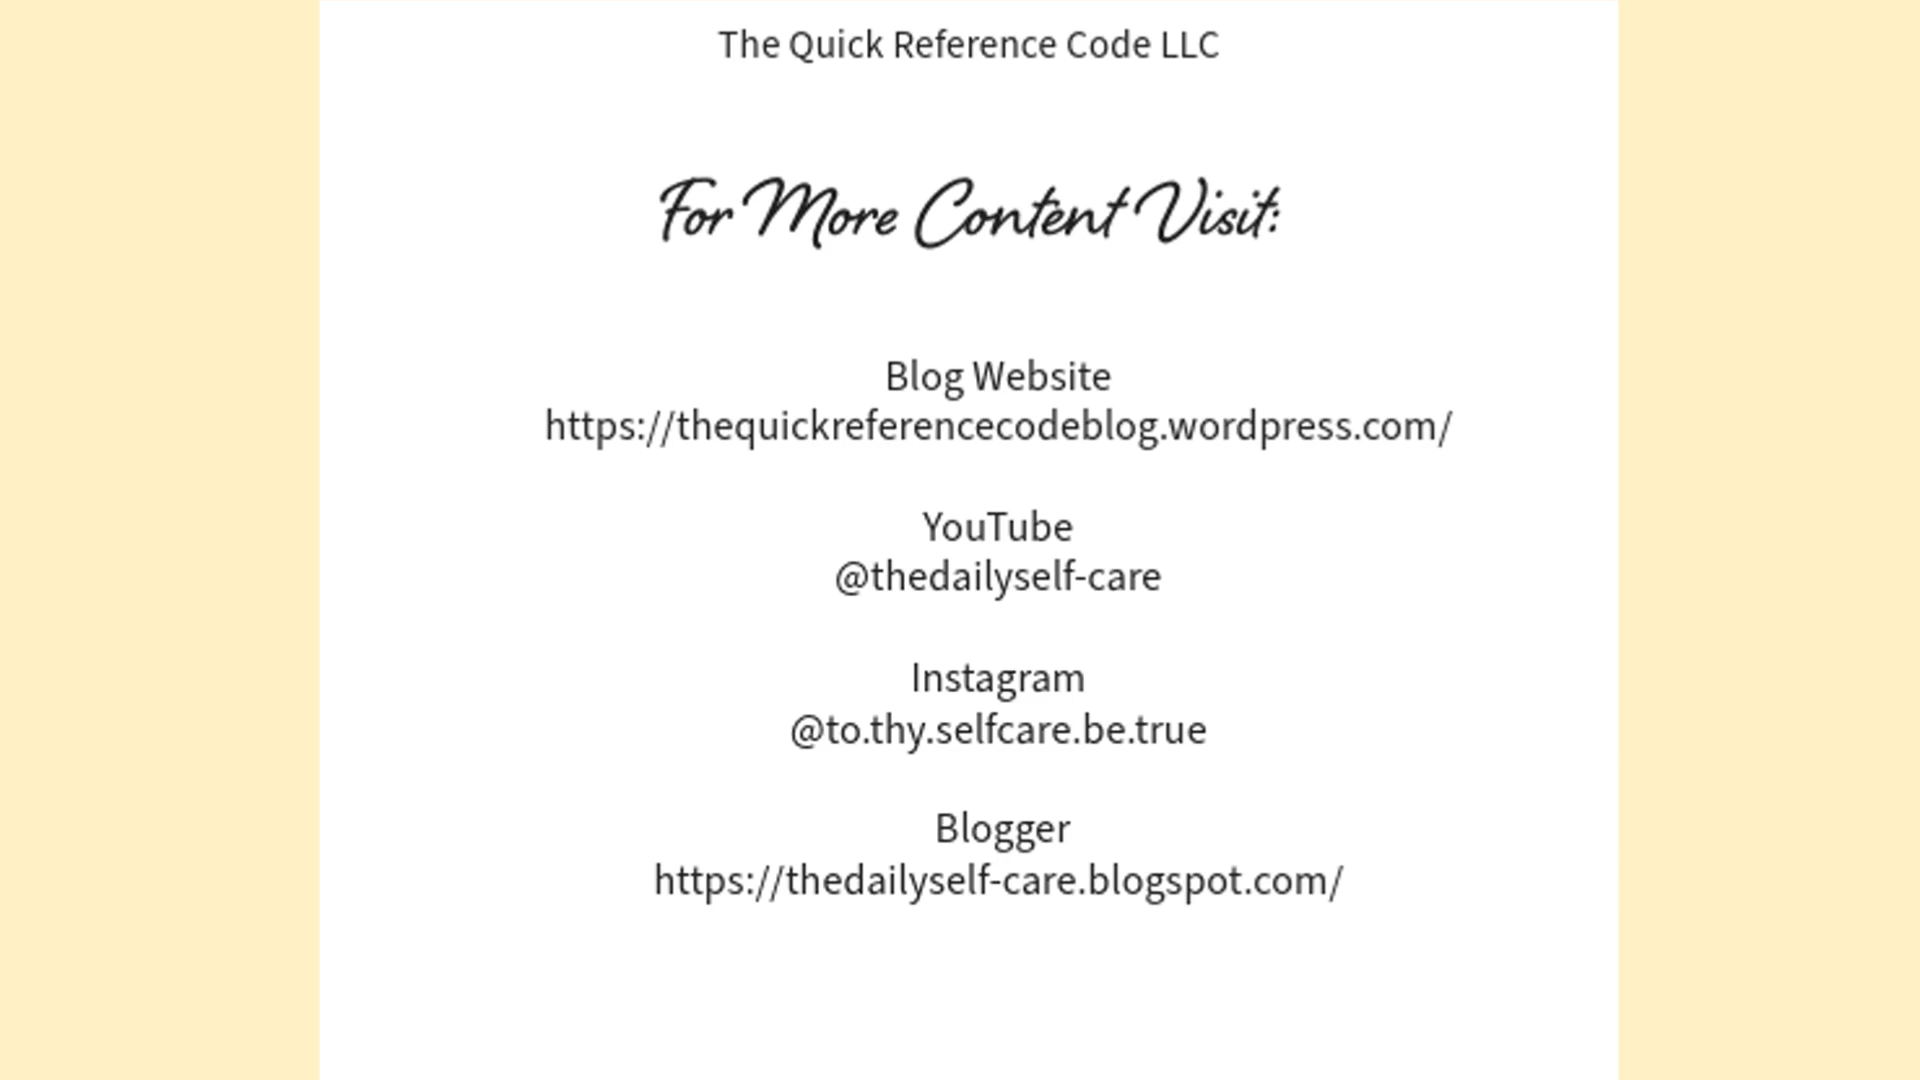 The Quick Reference Code LLC
For More Content Visit:
Blog Website
https://thequickreferencecodeblog.wordpress.com/
YouTube
@thedailyself-care
Instagram
@to.thy.selfcare.be.true
Blogger
https://thedailyself-care.blogspot.com/